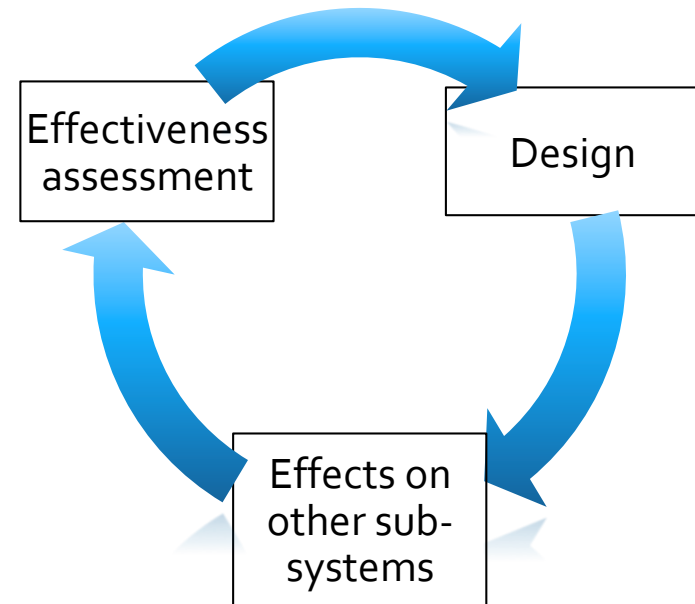 Effectiveness
assessment
Design
Effects on
other sub-
systems